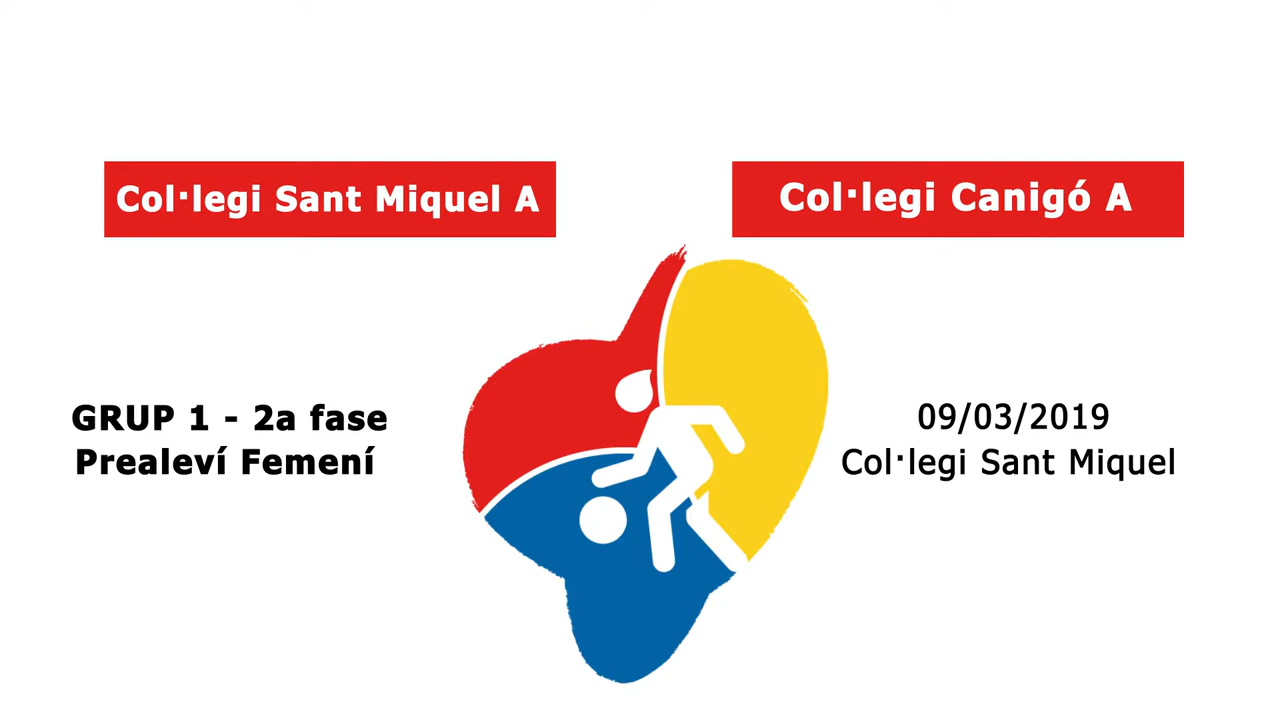 Col·legi Sant Miquel A
Col·legi Canigó A
GRUP 1 - 2a fase
Prealeví Femení
09/03/2019
Col·legi Sant Miquel